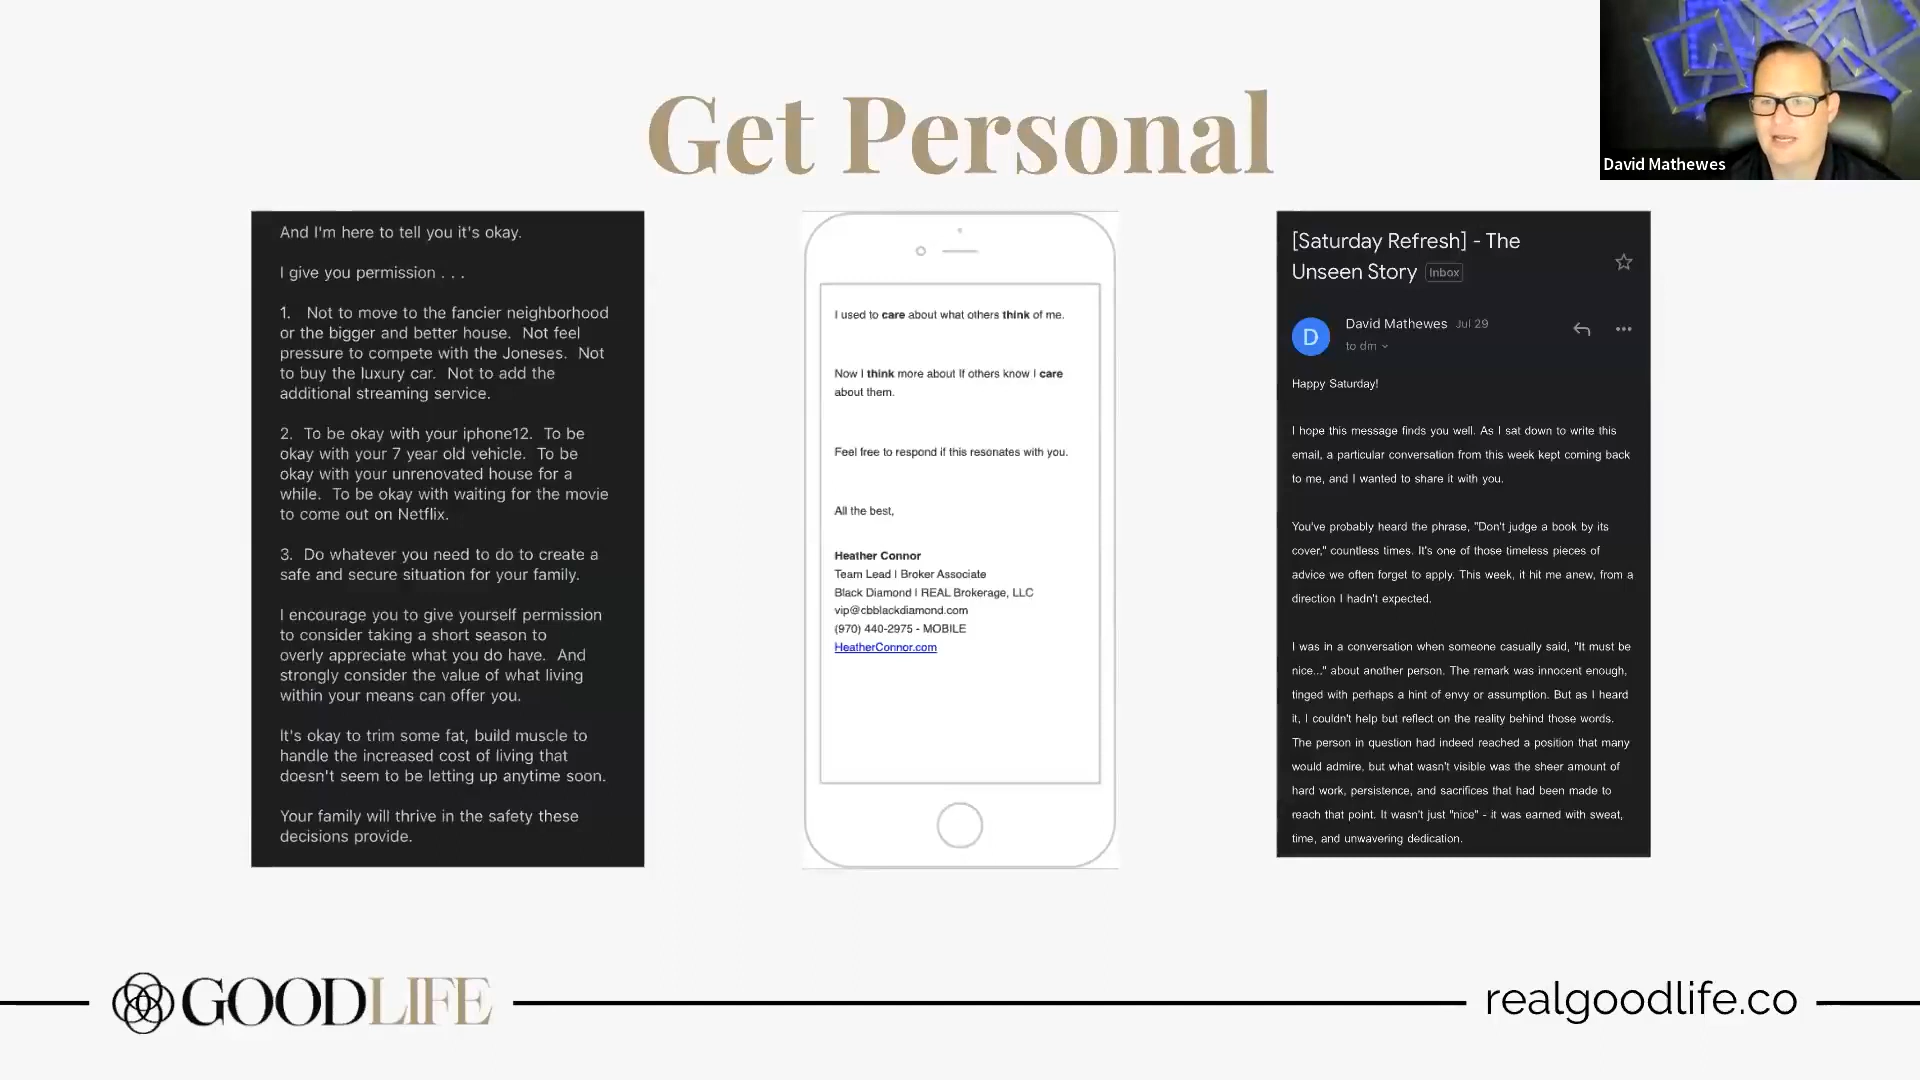 Get Personal
David Mathewes
And I'm here to tell you it's okay.
I give you permission . . .
1. Not to move to the fancier neighborhood
or the bigger and better house. Not feel
pressure to compete with the Joneses. Not
to buy the luxury car. Not to add the
additional streaming service.
2. To be okay with your iphone12. To be
okay with your 7 year old vehicle. To be
okay with your unrenovated house for a
while. To be okay with waiting for the movie
to come out on Netflix.
3. Do whatever you need to do to create a
safe and secure situation for your family.
I encourage you to give yourself permission
to consider taking a short season to
overly appreciate what you do have. And
strongly consider the value of what living
within your means can offer you.
It's okay to trim some fat, build muscle to
handle the increased cost of living that
doesn't seem to be letting up anytime soon.
Your family will thrive in the safety these
decisions provide.
I used to care about what others think of me.
Now I think more about If others know I care
about them.
Feel free to respond if this resonates with you.
All the best,
Heather Connor
Team Lead | Broker Associate
Black Diamond | REAL Brokerage, LLC
vip@cbblackdiamond.com
(970) 440-2975 - MOBILE
HeatherConnor.com
[Saturday Refresh] - The
Unseen Story Inbox
D
David Mathewes Jul 29
to dm
Happy Saturday!
I hope this message finds you well. As I sat down to write this
email, a particular conversation from this week kept coming back
to me, and I wanted to share it with you.
You've probably heard the phrase, "Don't judge a book by its
cover," countless times. It's one of those timeless pieces of
advice we often forget to apply. This week, it hit me anew, from a
direction I hadn't expected.
I was in a conversation when someone casually said, "It must be
nice..." about another person. The remark was innocent enough,
tinged with perhaps a hint of envy or assumption. But as I heard
it, I couldn't help but reflect on the reality behind those words.
The person in question had indeed reached a position that many
would admire, but what wasn't visible was the sheer amount of
hard work, persistence, and sacrifices that had been made to
reach that point. It wasn't just "nice" - it was earned with sweat,
time, and unwavering dedication.
GOODLIFE
realgoodlife.co